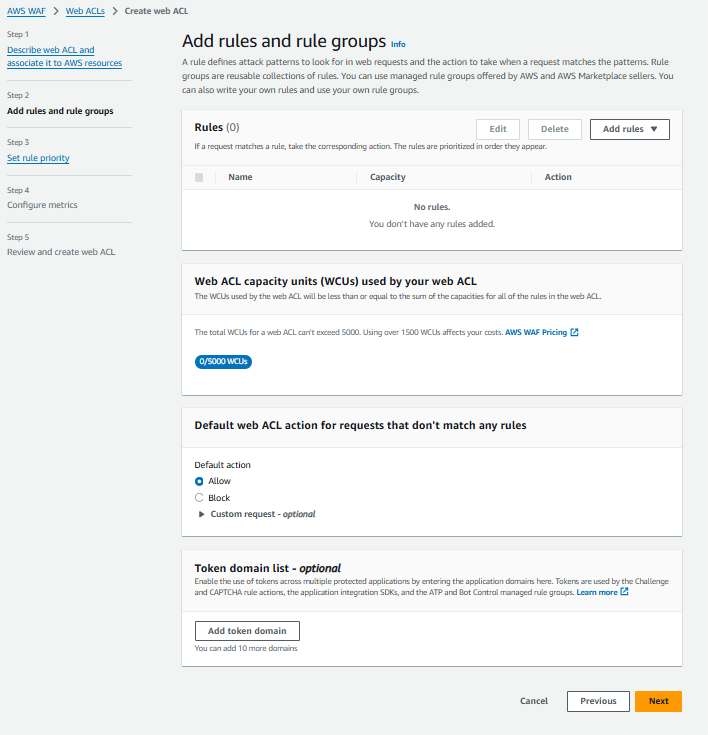 AWS WAF > Web ACLs > Create web ACL
Step 1
Describe web ACL and
associate it to AWS resources
Step 2
Add rules and rule groups
Step 3
Set rule priority
Step 4
Configure metrics
Step 5
Review and create web ACL
Add rules and rule groups Info
A rule defines attack patterns to look for in web requests and the action to take when a request matches the patterns. Rule
groups are reusable collections of rules. You can use managed rule groups offered by AWS and AWS Marketplace sellers. You
can also write your own rules and use your own rule groups.
Rules (0)
Edit
Delete
Add rules
If a request matches a rule, take the corresponding action. The rules are prioritized in order they appear.
Name
Capacity
Action
No rules.
You don't have any rules added.
Web ACL capacity units (WCUs) used by your web ACL
The WCUs used by the web ACL will be less than or equal to the sum of the capacities for all of the rules in the web ACL.
The total WCUs for a web ACL can't exceed 5000. Using over 1500 WCUs affects your costs. AWS WAF Pricing
0/5000 WCUs
Default web ACL action for requests that don't match any rules
Default action
Allow
Block
Custom request - optional
Token domain list - optional
Enable the use of tokens across multiple protected applications by entering the application domains here. Tokens are used by the Challenge
and CAPTCHA rule actions, the application integration SDKs, and the ATP and Bot Control managed rule groups. Learn more
Add token domain
You can add 10 more domains
Cancel
Previous
Next